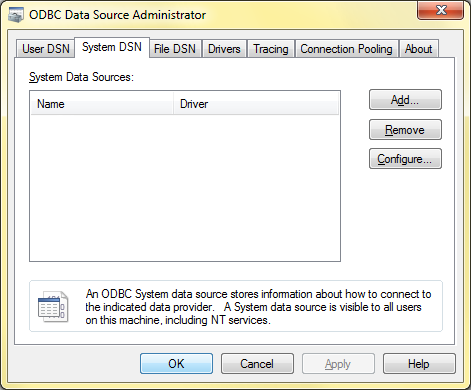 ODBC Data Source Administrator
User DSN System DSN File DSN Drivers Tracing Connection Pooling About
System Data Sources:
Name Driver
Add...
Remove
Configure...
An ODBC System data source stores information about how to connect to
the indicated data provider. A System data source is visible to all users
on this machine, including NT services.
OK Cancel Apply Help